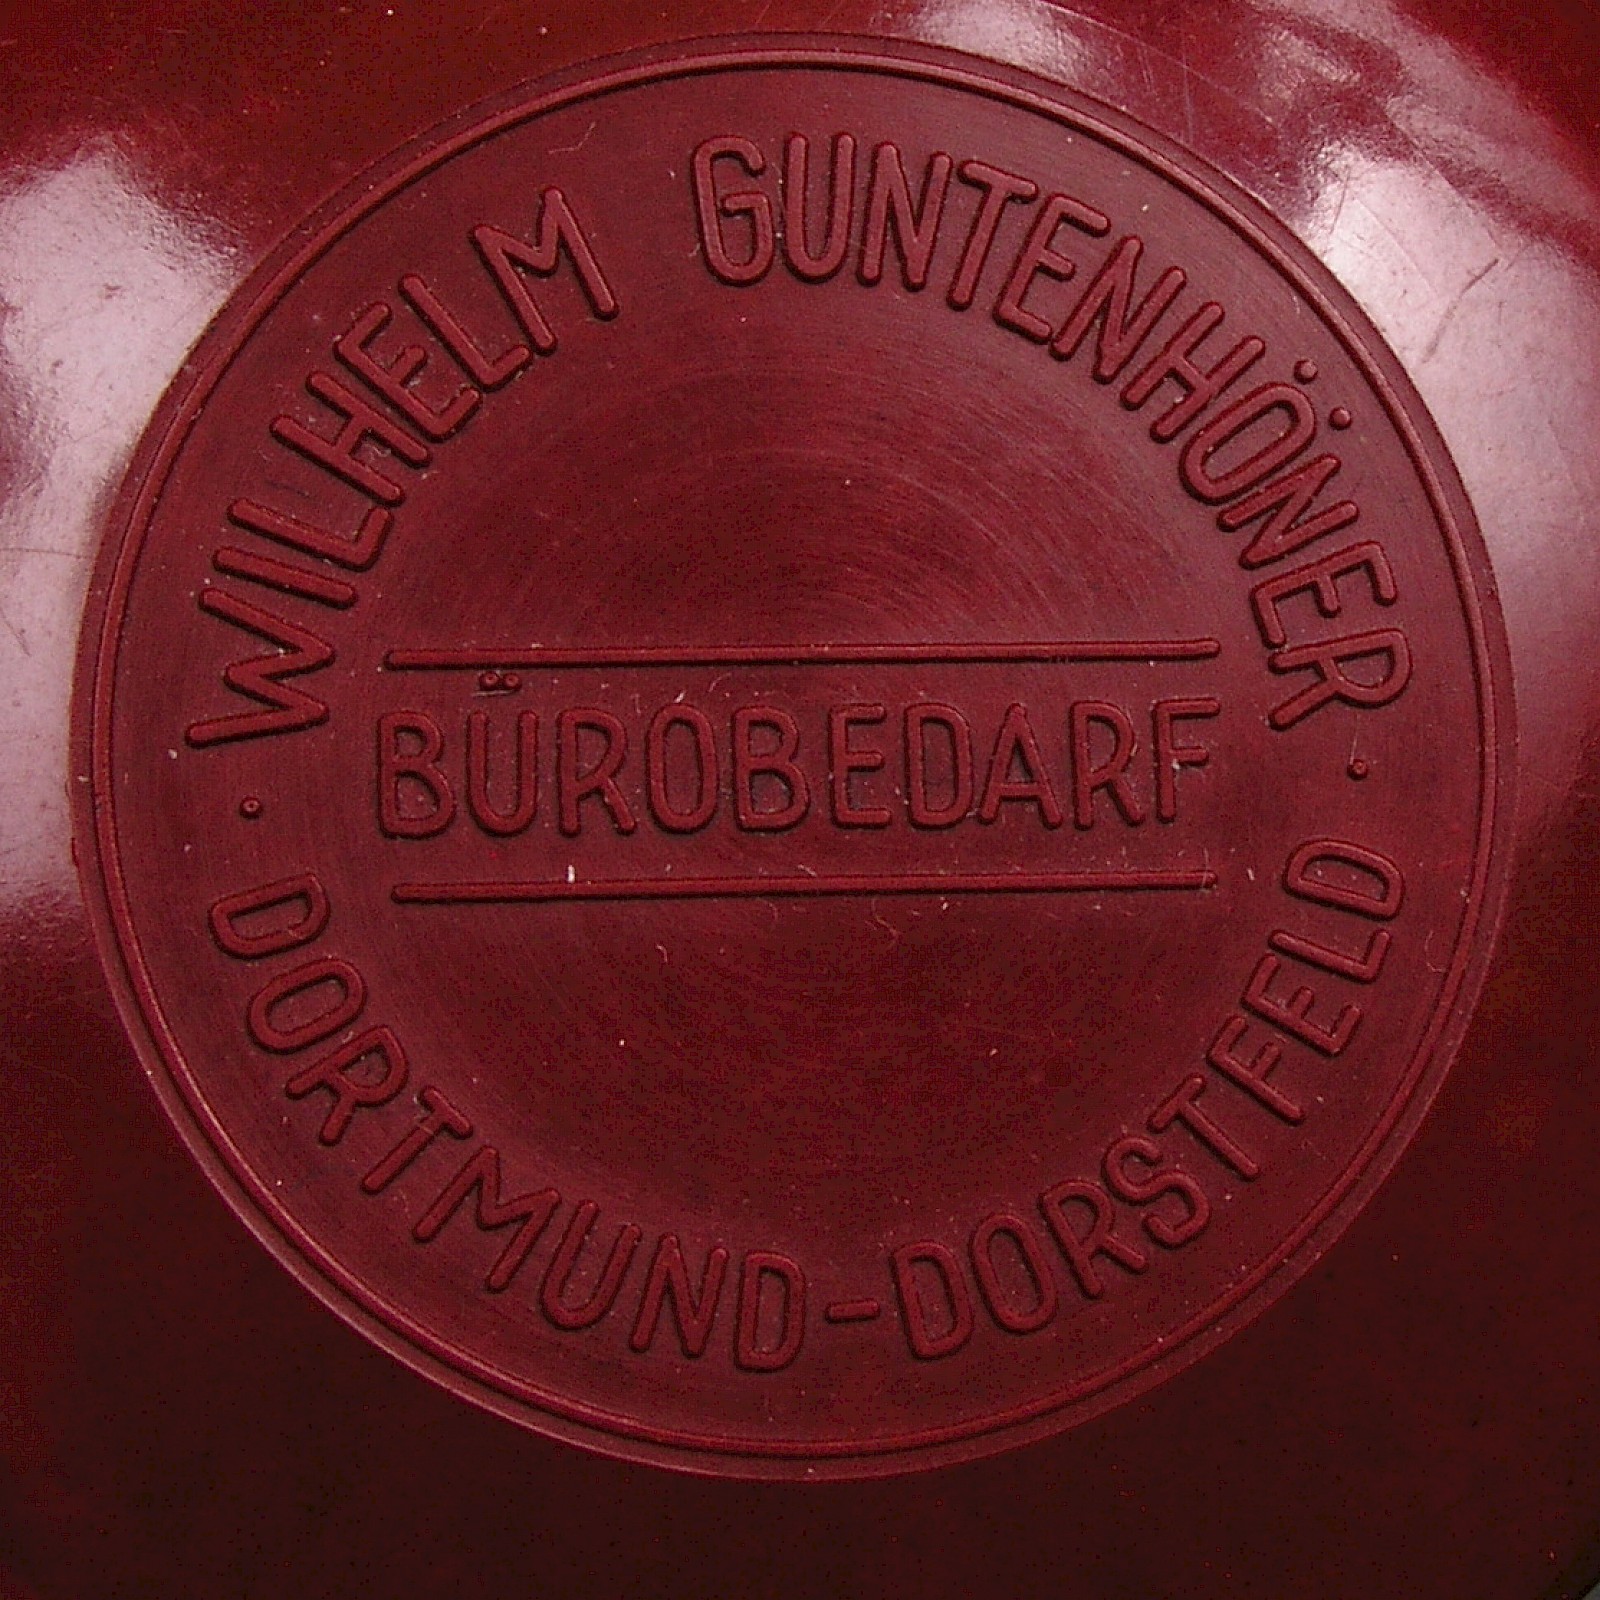 WILHELM GUNTENHÖNER
BÜROBEDARF
· DORTMUND-DORSTFELD ·